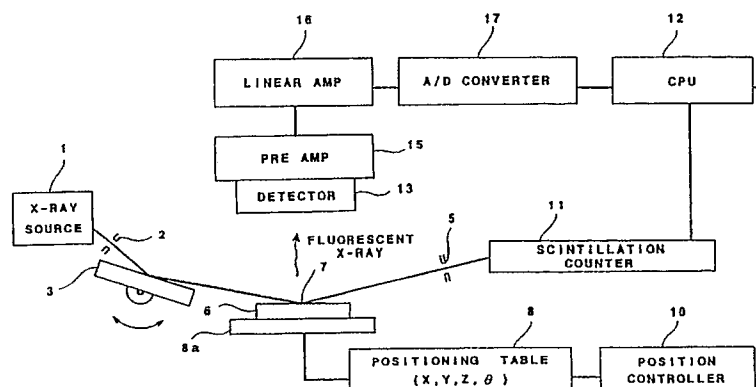 16
17
12
LINEAR AMP
A/D CONVERTER
CPU
1
PRE AMP
15
X-RAY
SOURCE
DETECTOR
13
2
FLUORESCENT
X-RAY
5
11
SCINTILLATION
COUNTER
3
7
6
8a
8
10
POSITIONING TABLE
(X,Y,Z,θ)
POSITION
CONTROLLER